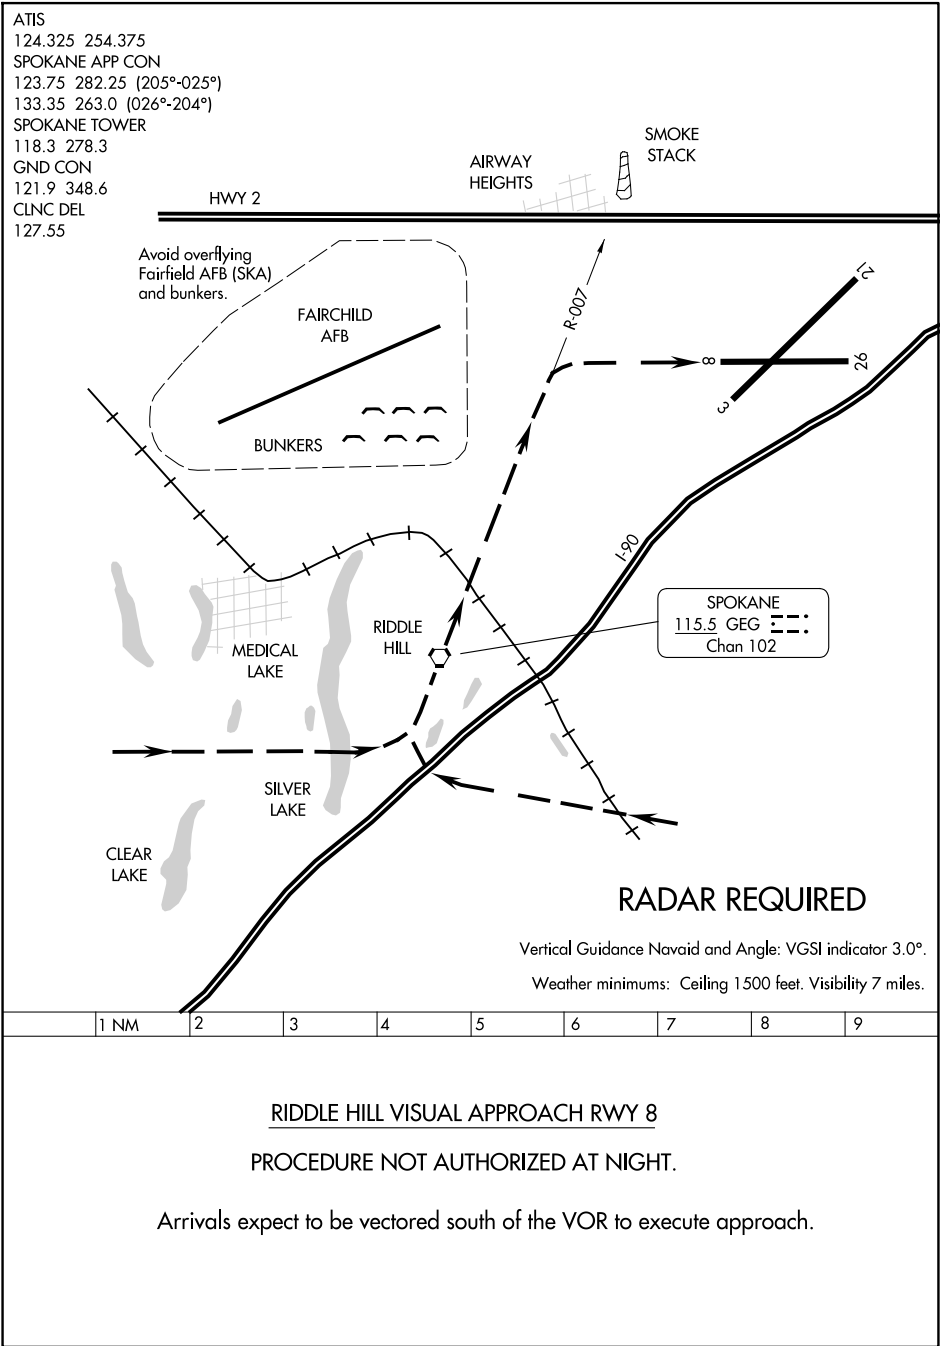 ATIS
124.325 254.375
SPOKANE APP CON
123.75 282.25 (205°-025°)
133.35 263.0 (026°-204°)
SPOKANE TOWER
118.3 278.3
GND CON
121.9 348.6
CLNC DEL
127.55
SMOKE
STACK
AIRWAY
HEIGHTS
HWY 2
Avoid overflying
Fairfield AFB (SKA)
and bunkers.
FAIRCHILD
AFB
BUNKERS
R-007
21
8
26
3
I-90
SPOKANE
115.5 GEG
Chan 102
RIDDLE
HILL
MEDICAL
LAKE
SILVER
LAKE
CLEAR
LAKE
RADAR REQUIRED
Vertical Guidance Navaid and Angle: VGSI indicator 3.0°.
Weather minimums: Ceiling 1500 feet. Visibility 7 miles.
1 NM 2 3 4 5 6 7 8 9
RIDDLE HILL VISUAL APPROACH RWY 8
PROCEDURE NOT AUTHORIZED AT NIGHT.
Arrivals expect to be vectored south of the VOR to execute approach.